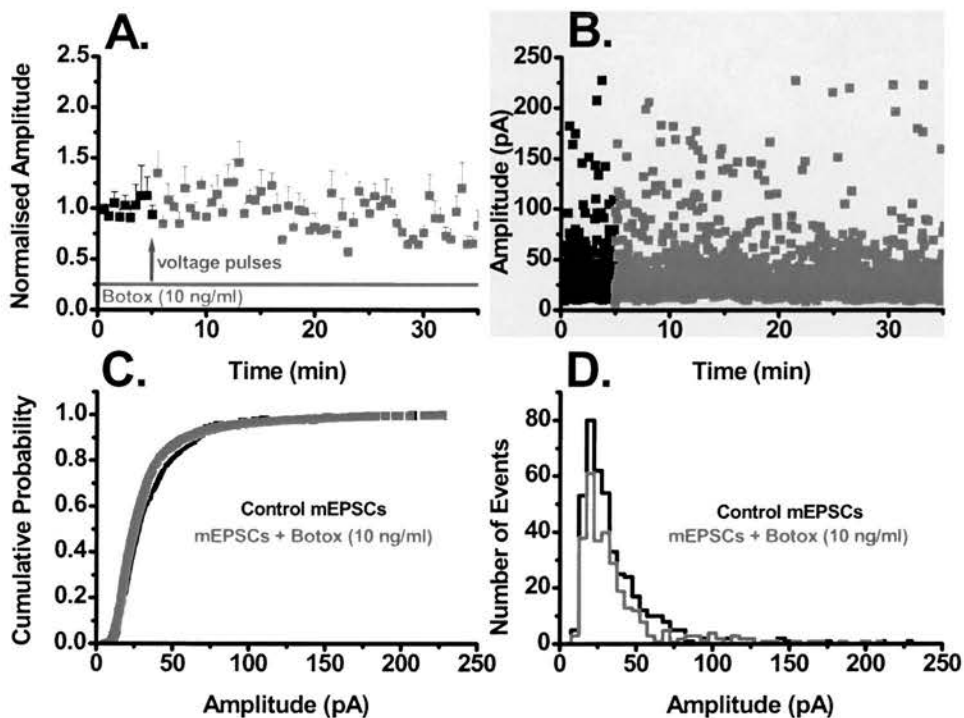 A.
Normalised Amplitude
2.5
2.0
1.5
1.0
0.5
0.0
voltage pulses
Botox (10 ng/ml)
0 10 20 30
Time (min)
B.
Amplitude (pA)
250
200
150
100
50
0
0 10 20 30
Time (min)
C.
Cumulative Probability
1.0
0.8
0.6
0.4
0.2
0.0
Control mEPSCs
mEPSCs + Botox (10 ng/ml)
0 50 100 150 200 250
Amplitude (pA)
D.
Number of Events
80
60
40
20
0
Control mEPSCs
mEPSCs + Botox (10 ng/ml)
0 50 100 150 200 250
Amplitude (pA)